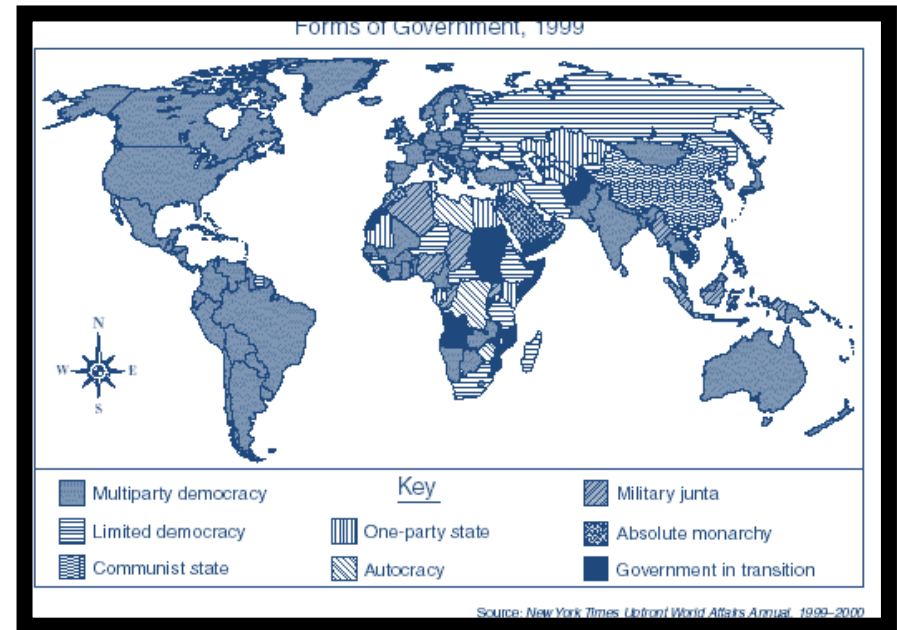 Forms of Government, 1999
N
W E
S
Key
Multiparty democracy
Limited democracy
Communist state
One-party state
Autocracy
Military junta
Absolute monarchy
Government in transition
Source: New York Times Upfront World Affairs Annual, 1999–2000